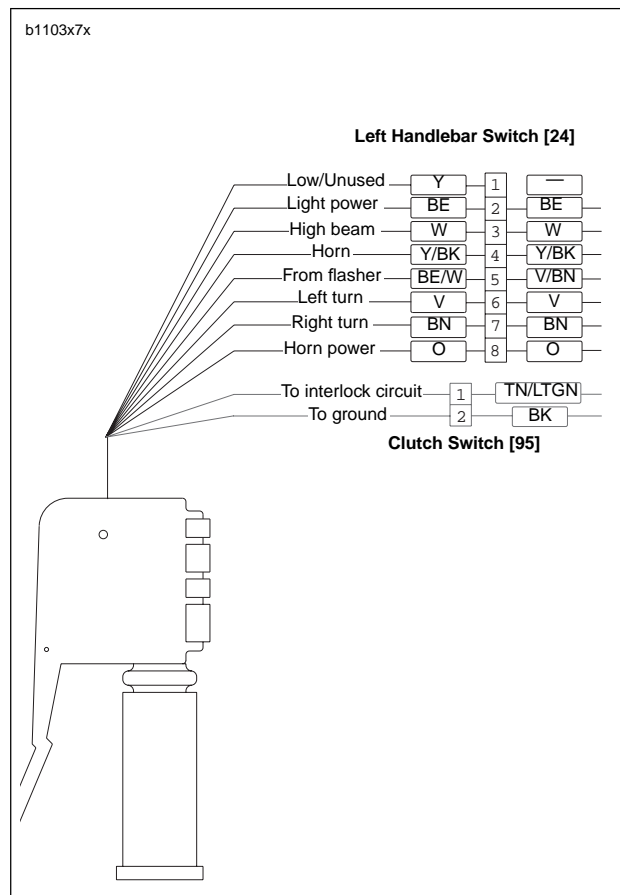 b1103x7x
Left Handlebar Switch [24]
Low/Unused Y 1 —
Light power BE 2 BE
High beam W 3 W
Horn Y/BK 4 Y/BK
From flasher BE/W 5 V/BN
Left turn V 6 V
Right turn BN 7 BN
Horn power O 8 O
To interlock circuit 1 TN/LTGN
To ground 2 BK
Clutch Switch [95]